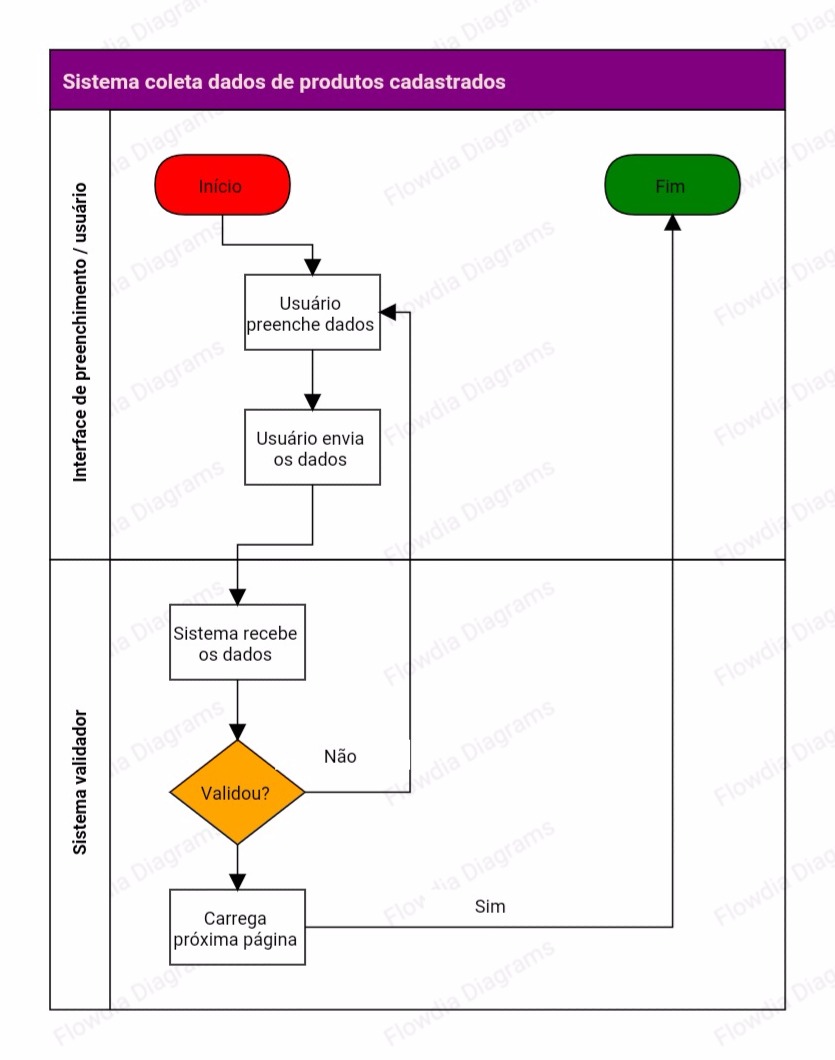 Sistema coleta dados de produtos cadastrados
Interface de preenchimento / usuário
Início
Fim
Usuário
preenche dados
Usuário envia
os dados
Sistema validador
Sistema recebe
os dados
Não
Validou?
Sim
Carrega
próxima página
Flowdia Diagrams